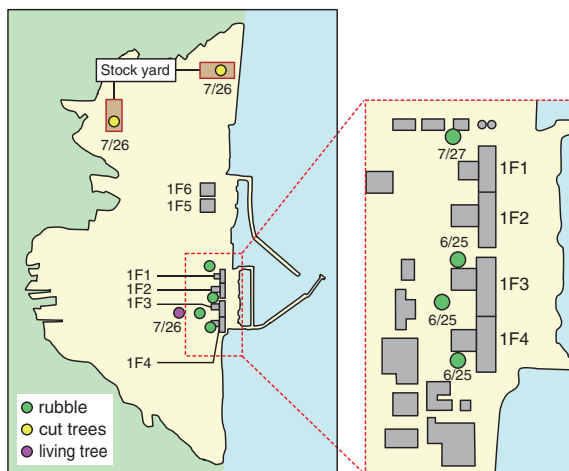 Stock yard
7/26
7/26
1F6
1F5
1F1
1F2
1F3
7/26
1F4
rubble
cut trees
living tree
7/27
1F1
1F2
6/25
1F3
6/25
1F4
6/25